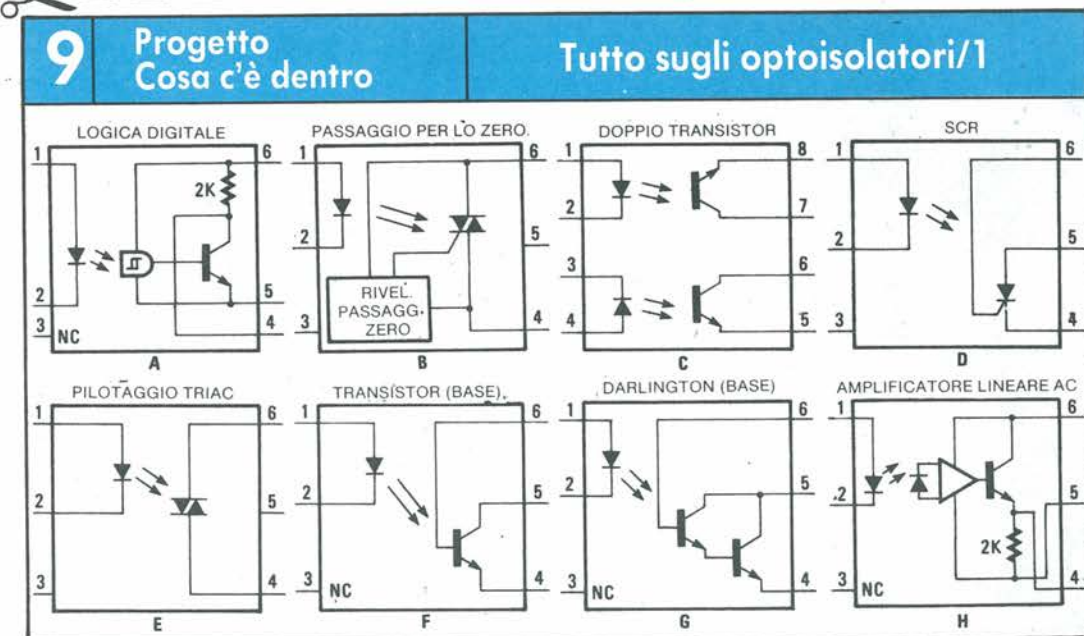 9
Progetto
Cosa c'è dentro
Tutto sugli optoisolatori/1
LOGICA DIGITALE
1
2
3 NC
2K
6
5
4
A
PASSAGGIO PER LO ZERO.
1
2
3
RIVEL.
PASSAGG.
ZERO
6
5
4
B
DOPPIO TRANSISTOR
1
2
3
4
8
7
6
5
C
SCR
1
2
3
6
5
4
D
PILOTAGGIO TRIAC
1
2
3
6
5
4
E
TRANSISTOR (BASE).
1
2
3 NC
6
5
4
F
DARLINGTON (BASE)
1
2
3 NC
6
5
4
G
AMPLIFICATORE LINEARE AC
1
2
3 NC
2K
6
5
4
H